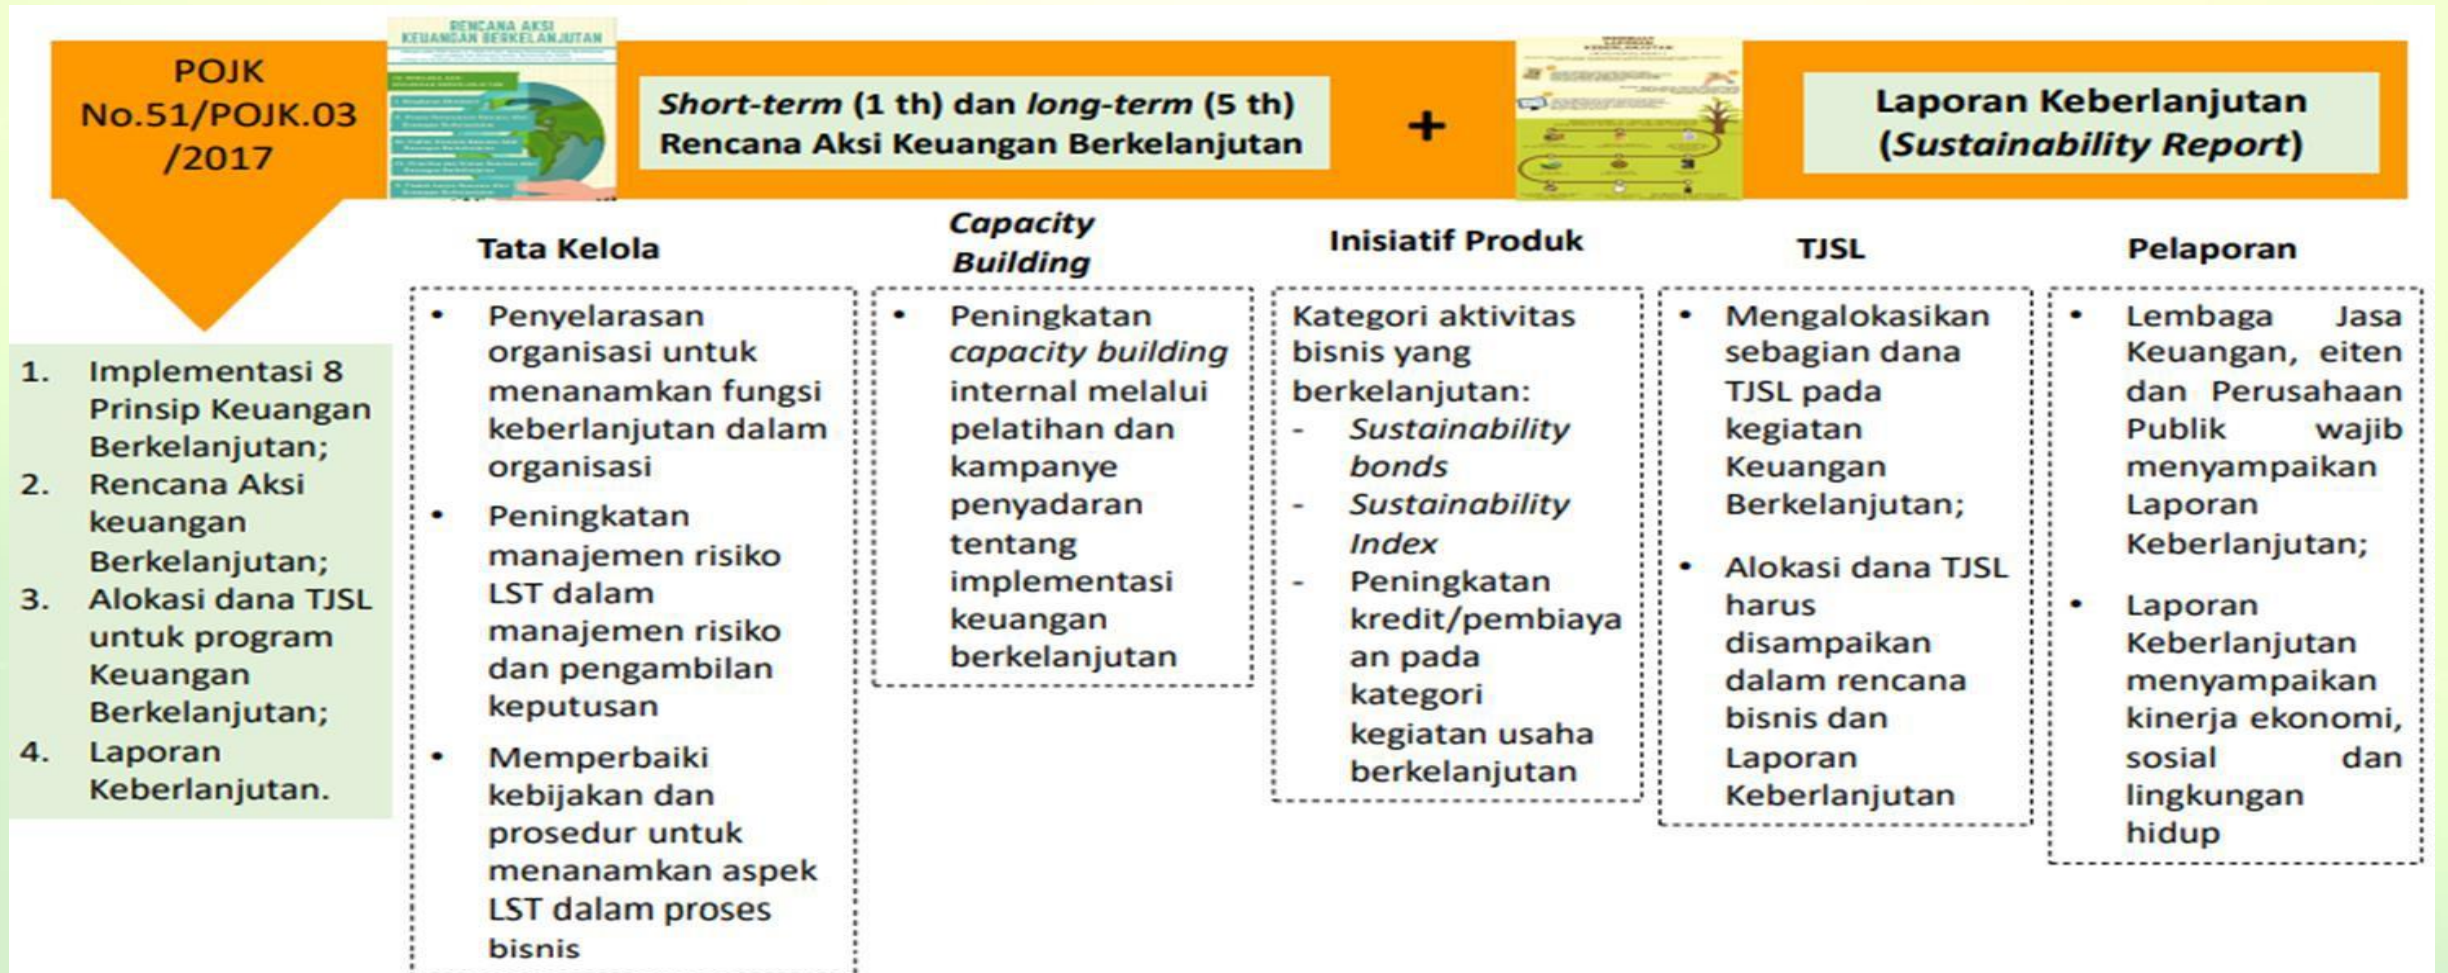 POJK
No.51/POJK.03
/2017
RENCANA AKSI
KEUANGAN BERKELANJUTAN
Short-term (1 th) dan long-term (5 th)
Rencana Aksi Keuangan Berkelanjutan
+
Laporan Keberlanjutan
(Sustainability Report)
1. Implementasi 8
Prinsip Keuangan
Berkelanjutan;
2. Rencana Aksi
keuangan
Berkelanjutan;
3. Alokasi dana TJSL
untuk program
Keuangan
Berkelanjutan;
4. Laporan
Keberlanjutan.
Tata Kelola
• Penyelarasan
organisasi untuk
menanamkan fungsi
keberlanjutan dalam
organisasi
• Peningkatan
manajemen risiko
LST dalam
manajemen risiko
dan pengambilan
keputusan
• Memperbaiki
kebijakan dan
prosedur untuk
menanamkan aspek
LST dalam proses
bisnis
Capacity
Building
• Peningkatan
capacity building
internal melalui
pelatihan dan
kampanye
penyadaran
tentang
implementasi
keuangan
berkelanjutan
Inisiatif Produk
Kategori aktivitas
bisnis yang
berkelanjutan:
- Sustainability
bonds
- Sustainability
Index
- Peningkatan
kredit/pembiaya
an pada
kategori
kegiatan usaha
berkelanjutan
TJSL
• Mengalokasikan
sebagian dana
TJSL pada
kegiatan
Keuangan
Berkelanjutan;
• Alokasi dana TJSL
harus
disampaikan
dalam rencana
bisnis dan
Laporan
Keberlanjutan
Pelaporan
• Lembaga Jasa
Keuangan, eiten
dan Perusahaan
Publik wajib
menyampaikan
Laporan
Keberlanjutan;
• Laporan
Keberlanjutan
menyampaikan
kinerja ekonomi,
sosial dan
lingkungan
hidup